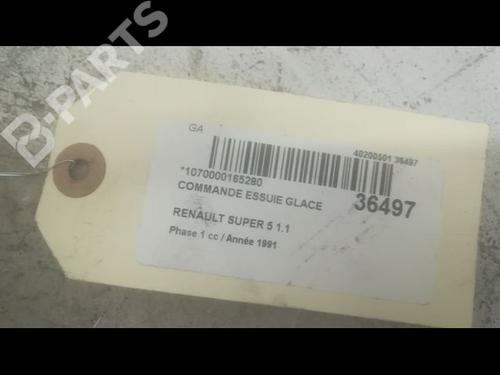 B-PARTS
GA
40200501 36497
*1070000165280
COMMANDE ESSUIE GLACE
36497
RENAULT SUPER 5 1.1
Phase 1 cc / Année 1991